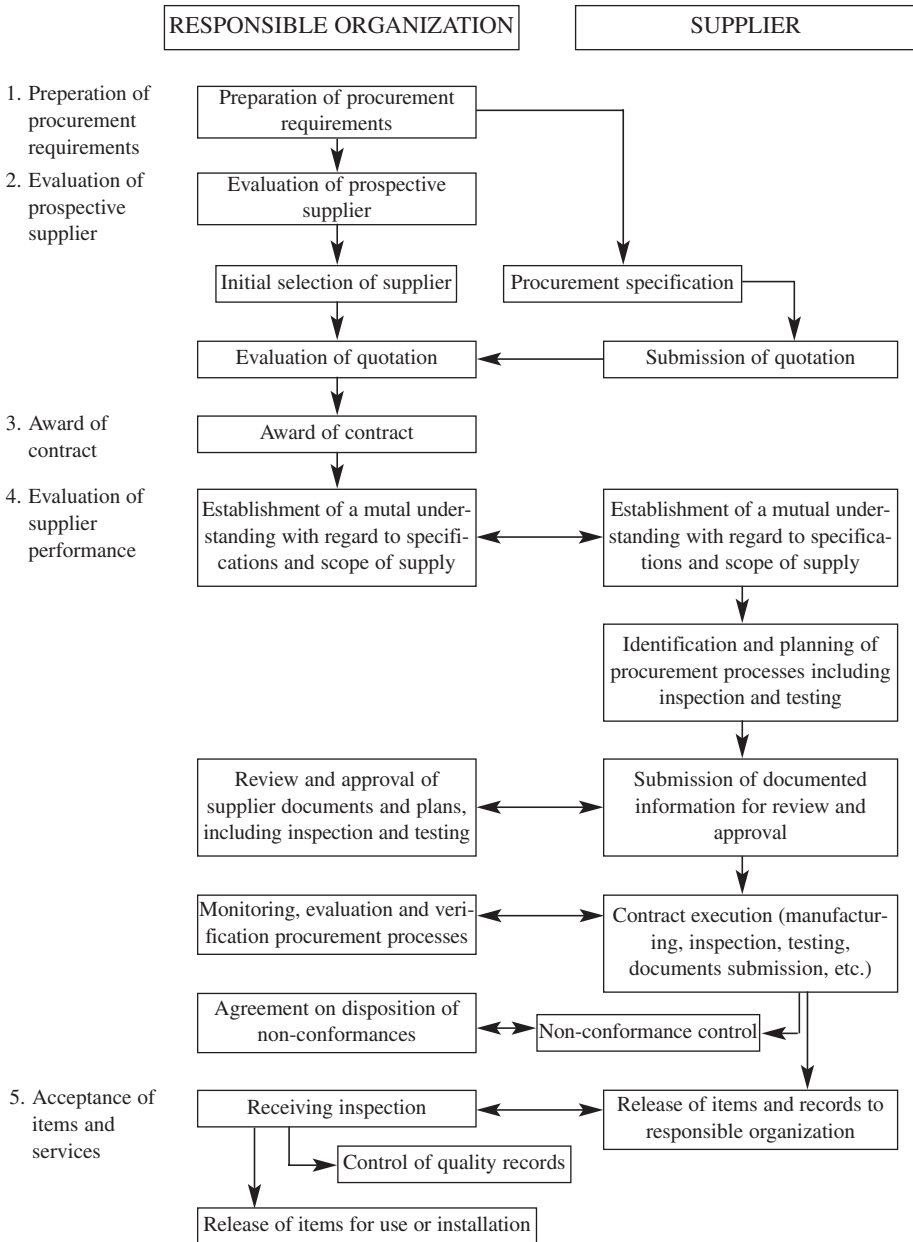 RESPONSIBLE ORGANIZATION
SUPPLIER
1. Preperation of
procurement
requirements
Preparation of procurement
requirements
2. Evaluation of
prospective
supplier
Evaluation of prospective
supplier
Initial selection of supplier
Procurement specification
Evaluation of quotation
Submission of quotation
3. Award of
contract
Award of contract
4. Evaluation of
supplier
performance
Establishment of a mutal under-
standing with regard to specifi-
cations and scope of supply
Establishment of a mutual under-
standing with regard to specifica-
tions and scope of supply
Identification and planning of
procurement processes including
inspection and testing
Review and approval of
supplier documents and plans,
including inspection and testing
Submission of documented
information for review and
approval
Monitoring, evaluation and veri-
fication procurement processes
Contract execution (manufactur-
ing, inspection, testing,
documents submission, etc.)
Agreement on disposition of
non-conformances
Non-conformance control
5. Acceptance of
items and
services
Receiving inspection
Release of items and records to
responsible organization
Control of quality records
Release of items for use or installation